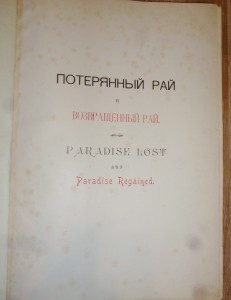 ПОТЕРЯННЫЙ РАЙ
И
ВОЗВРАЩЕННЫЙ РАЙ.
PARADISE LOST
AND
Paradise Regained.